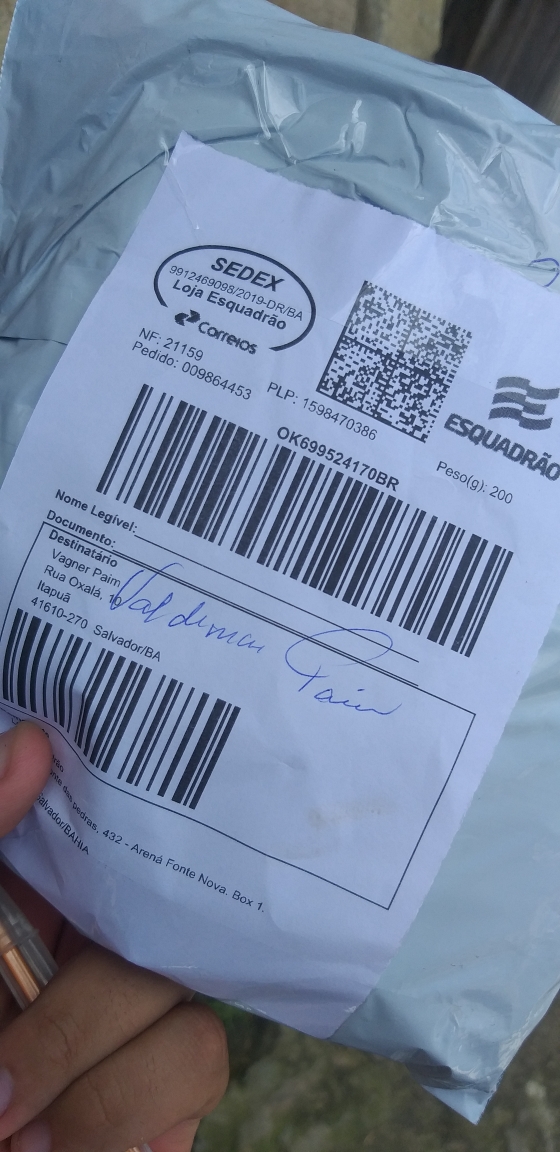 SEDEX
9912469098/2019-DR/BA
Loja Esquadrão
Correios
NF: 21159
Pedido: 009864453
PLP: 1598470386
ESQUADRÃO
Peso(g): 200
OK699524170BR
Nome Legível:
Documento:
Destinatário
Vagner Paim
Rua Oxalá,
Itapuã
41610-270 Salvador/BA
Valdemar Paim
das pedras, 432 - Arena Fonte Nova. Box 1.
Salvador/BAHIA